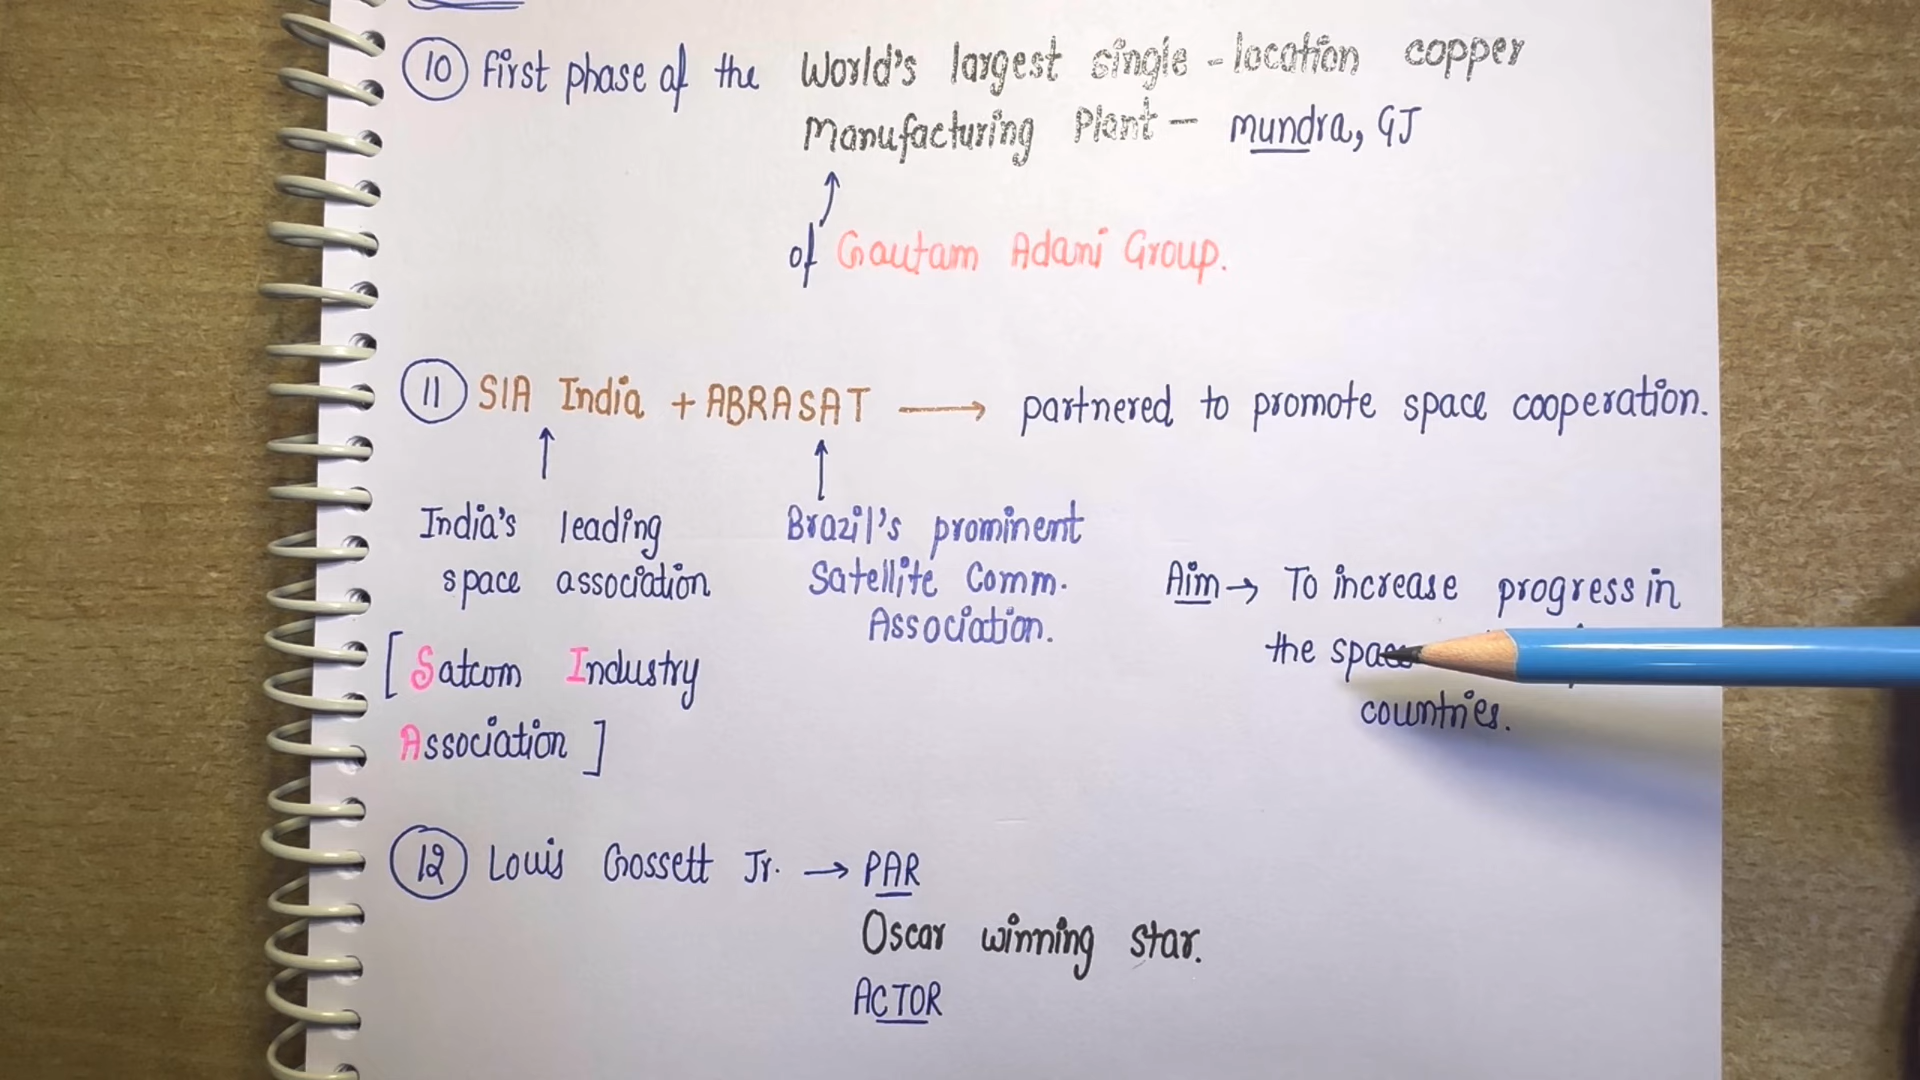 10 First phase of the World's largest single-location copper
Manufacturing Plant - mundra, GJ
of Gautam Adani Group.
11 SIA India + ABRASAT → partnered to promote space cooperation.
India's leading
space association
[Satcom Industry
Association]
Brazil's prominent
Satellite Comm.
Association.
Aim → To increase progress in
the space
countries.
12 Louis Gossett Jr. → PAR
Oscar winning star.
ACTOR